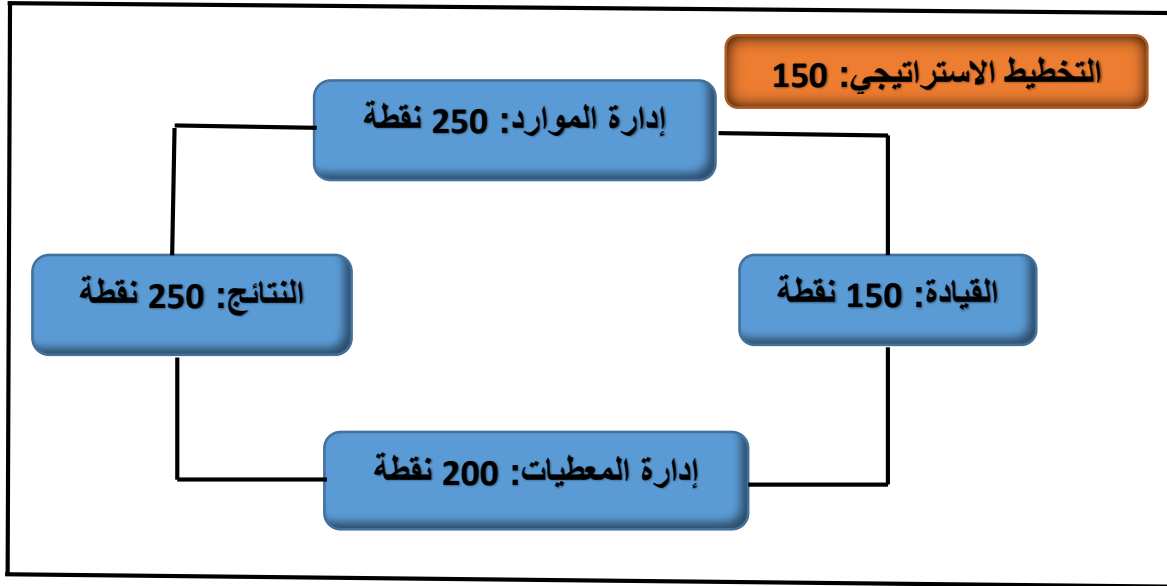 التخطيط الاستراتيجي: 150
إدارة الموارد: 250 نقطة
القيادة: 150 نقطة
النتائج: 250 نقطة
إدارة المعطيات: 200 نقطة